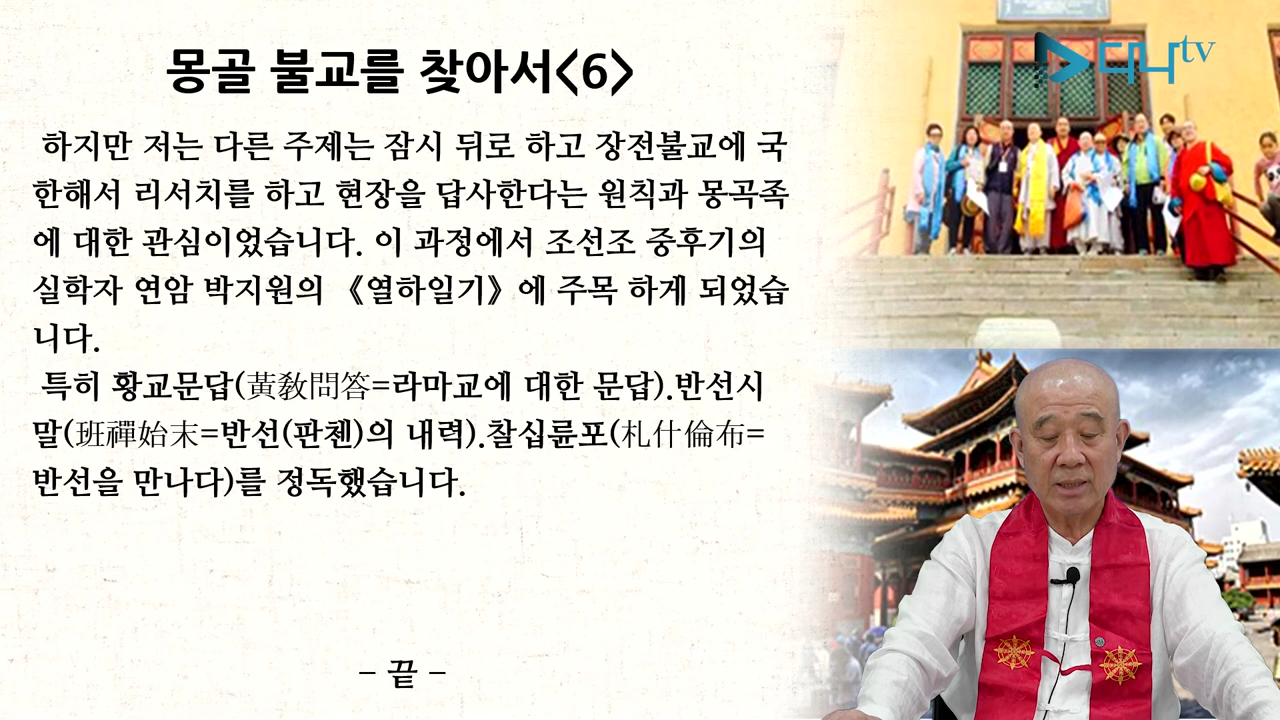 몽골 불교를 찾아서<6>
하지만 저는 다른 주제는 잠시 뒤로 하고 장전불교에 국
한해서 리서치를 하고 현장을 답사한다는 원칙과 몽곡족
에 대한 관심이었습니다. 이 과정에서 조선조 중후기의
실학자 연암 박지원의 《열하일기》에 주목 하게 되었습
니다.
특히 황교문답(黃敎問答=라마교에 대한 문답).반선시
말(班禪始末=반선(판첸)의 내력).찰십륜포(札什倫布=
반선을 만나다)를 정독했습니다.
- 끝 -